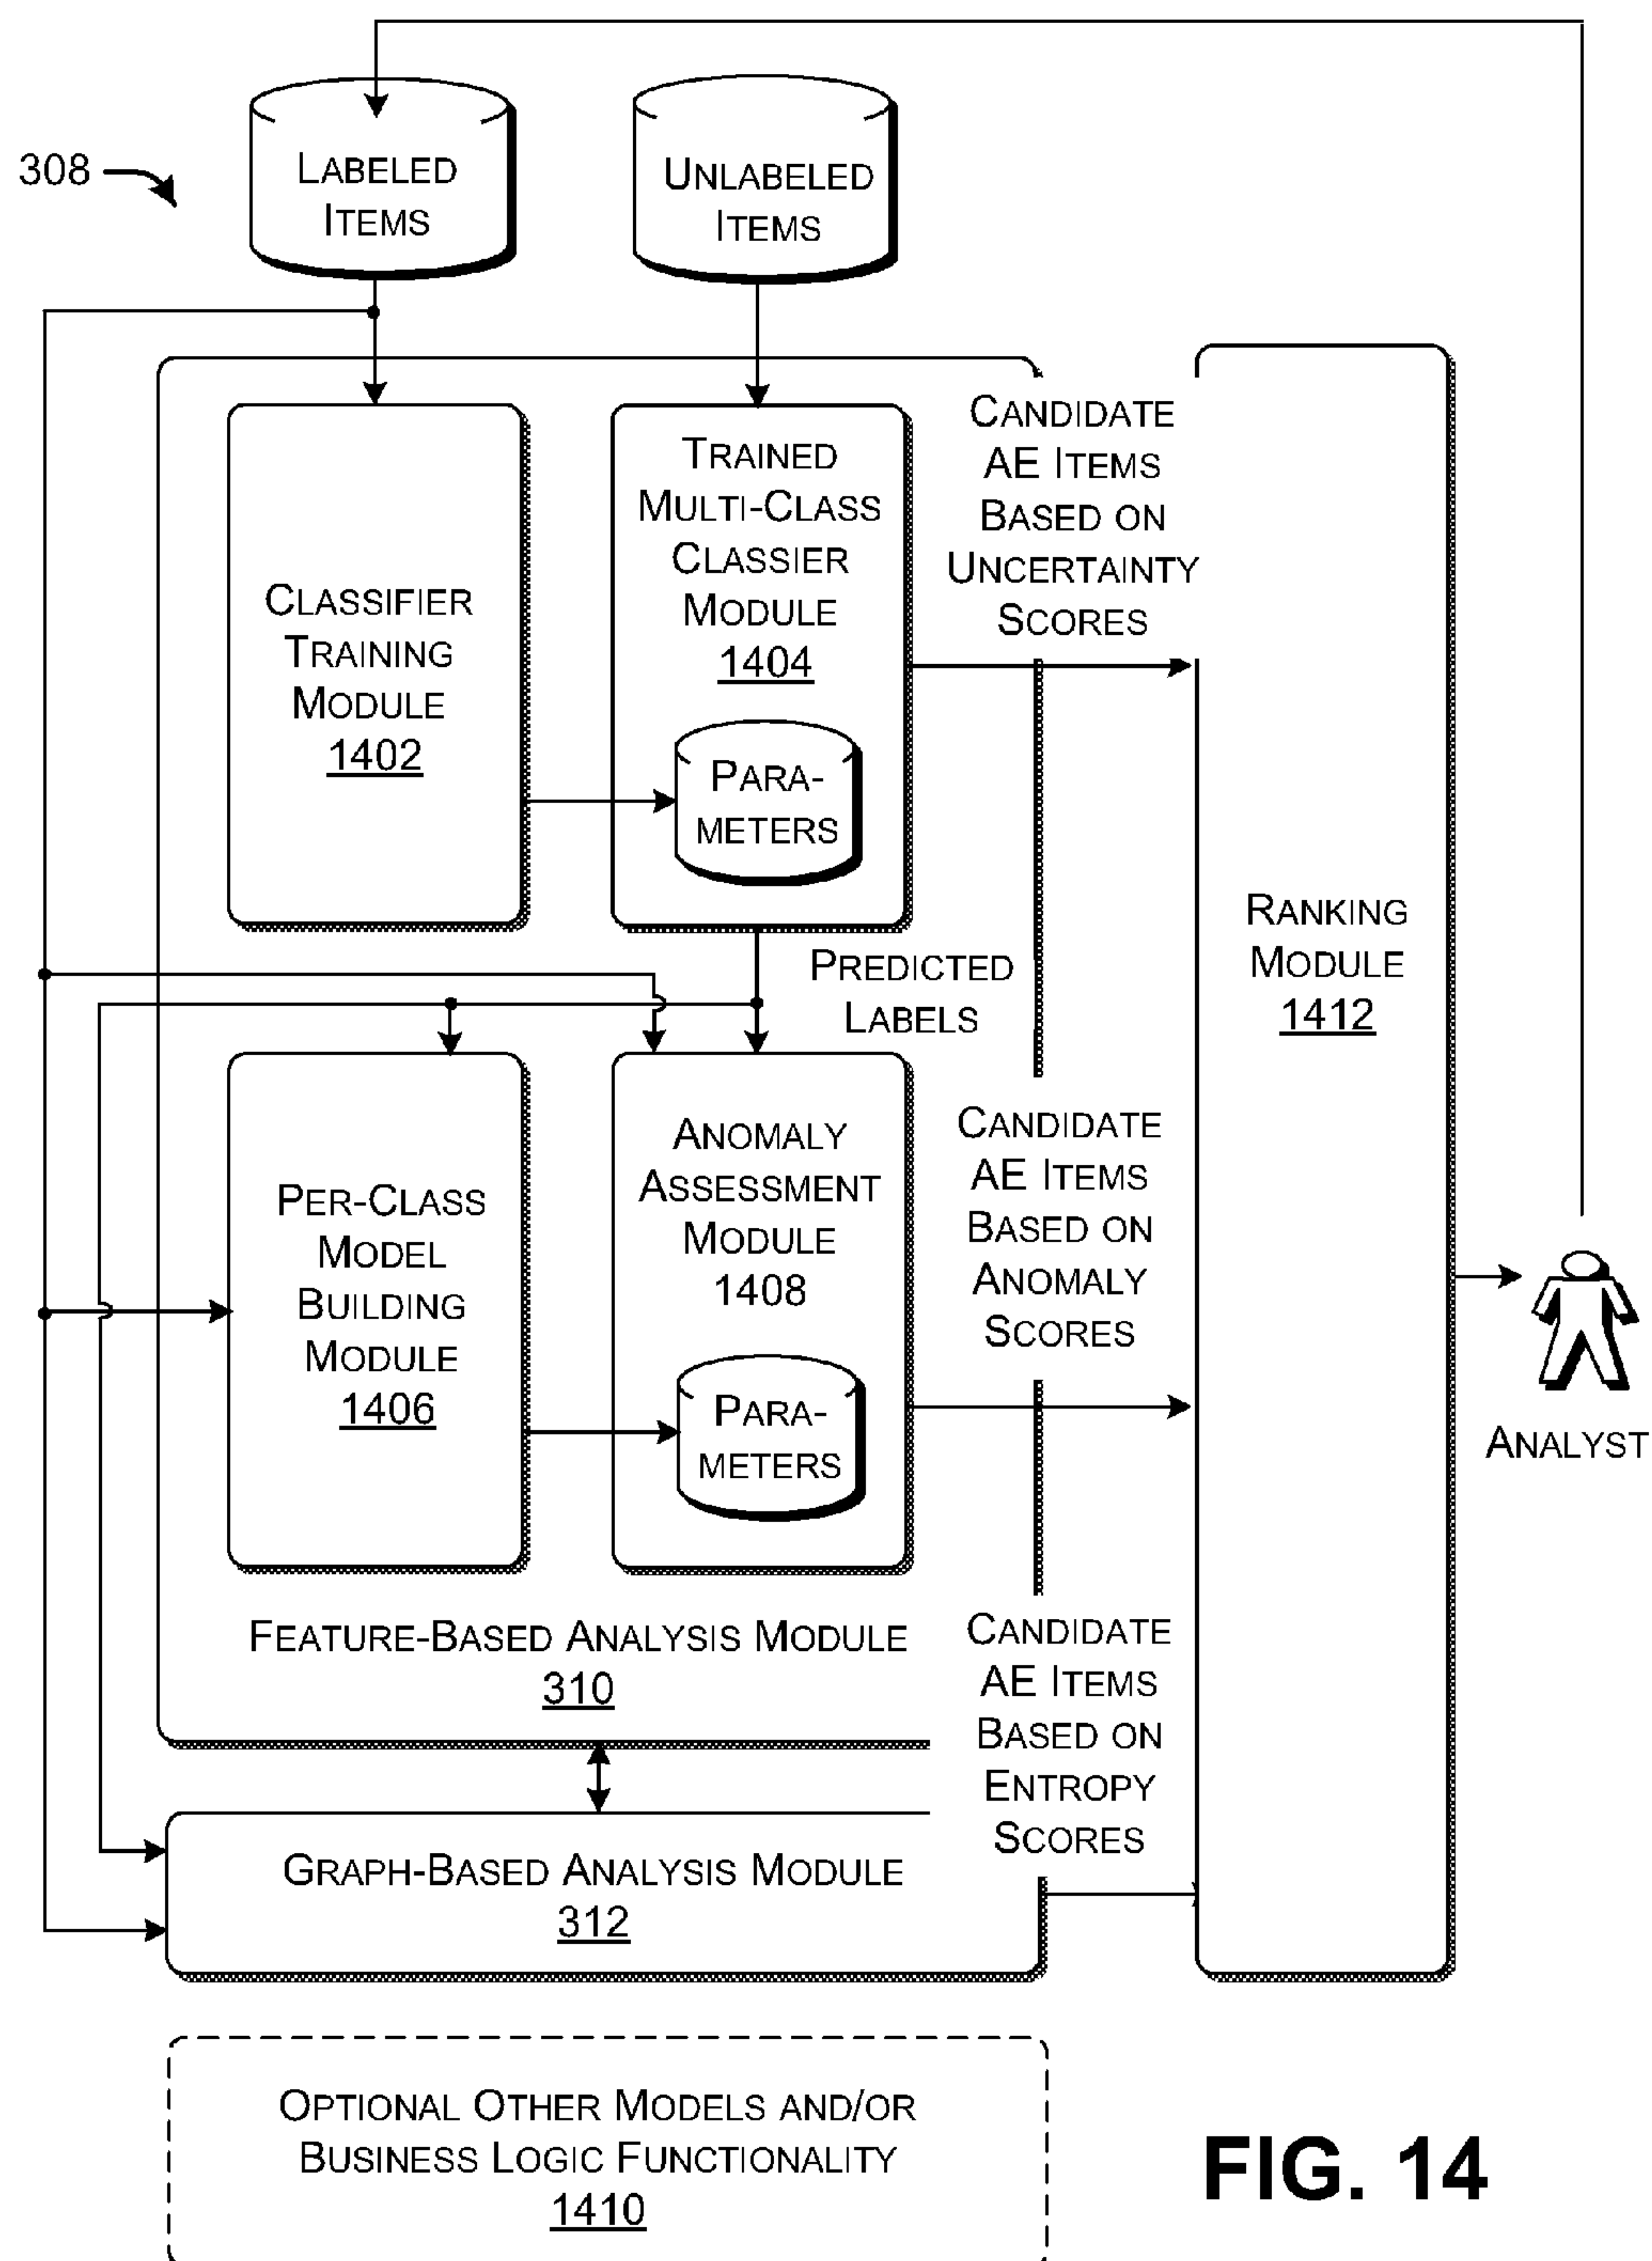 308
LABELED
ITEMS
UNLABELED
ITEMS
CLASSIFIER
TRAINING
MODULE
1402
TRAINED
MULTI-CLASS
CLASSIER
MODULE
1404
PARA-
METERS
CANDIDATE
AE ITEMS
BASED ON
UNCERTAINTY
SCORES
PREDICTED
LABELS
PER-CLASS
MODEL
BUILDING
MODULE
1406
ANOMALY
ASSESSMENT
MODULE
1408
PARA-
METERS
CANDIDATE
AE ITEMS
BASED ON
ANOMALY
SCORES
RANKING
MODULE
1412
ANALYST
FEATURE-BASED ANALYSIS MODULE
310
CANDIDATE
AE ITEMS
BASED ON
ENTROPY
SCORES
GRAPH-BASED ANALYSIS MODULE
312
OPTIONAL OTHER MODELS AND/OR
BUSINESS LOGIC FUNCTIONALITY
1410
FIG. 14